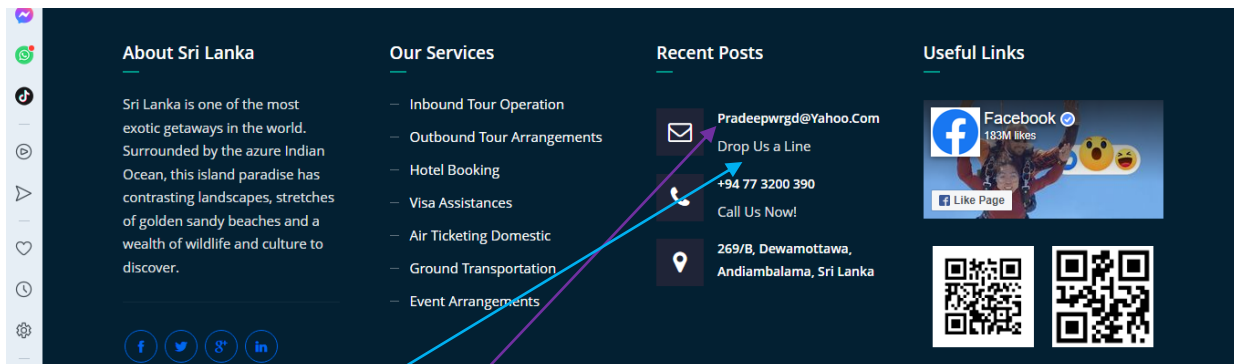 About Sri Lanka
Sri Lanka is one of the most
exotic getaways in the world.
Surrounded by the azure Indian
Ocean, this island paradise has
contrasting landscapes, stretches
of golden sandy beaches and a
wealth of wildlife and culture to
discover.
Our Services
Inbound Tour Operation
Outbound Tour Arrangements
Hotel Booking
Visa Assistances
Air Ticketing Domestic
Ground Transportation
Event Arrangements
Recent Posts
Pradeepwrgd@Yahoo.Com
Drop Us a Line
+94 77 3200 390
Call Us Now!
269/B, Dewamottawa,
Andiambalama, Sri Lanka
Useful Links
Facebook
183M likes
Like Page